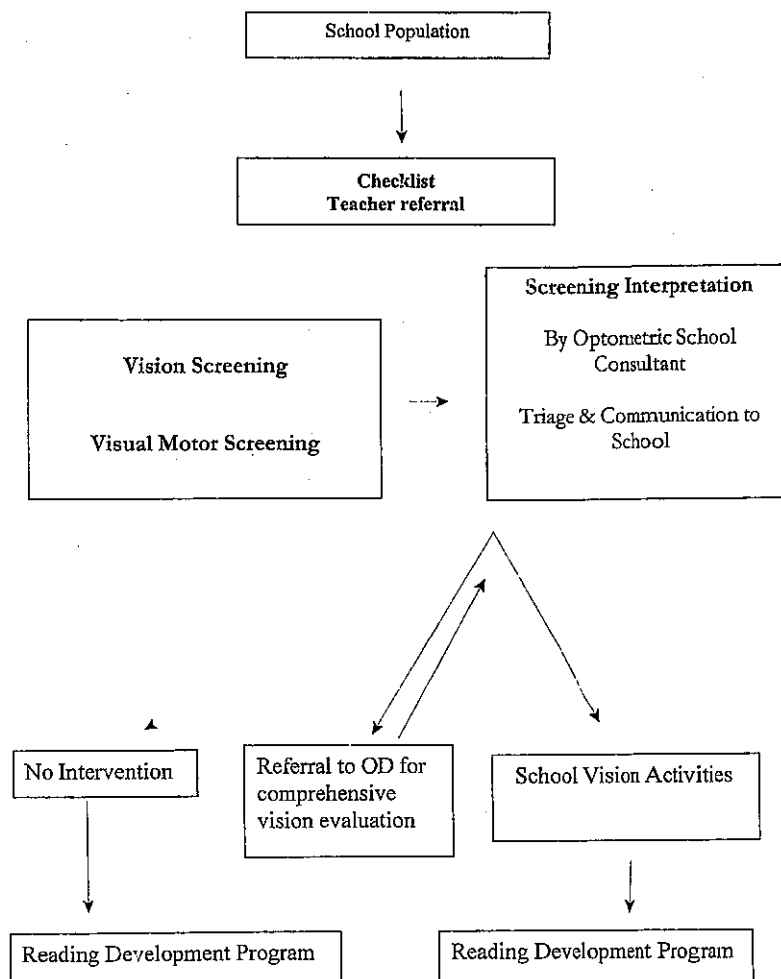 School Population
Checklist
Teacher referral
Vision Screening
Visual Motor Screening
Screening Interpretation
By Optometric School
Consultant
Triage & Communication to
School
No Intervention
Referral to OD for
comprehensive
vision evaluation
School Vision Activities
Reading Development Program
Reading Development Program